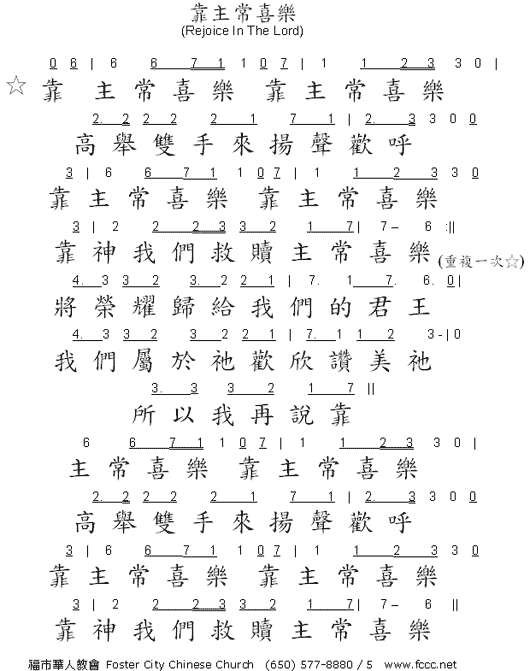 靠主常喜樂
(Rejoice In The Lord)
0 6 | 6 6 7 1 1 0 7 | 1 1 2 3 3 0 |
☆ 靠 主 常 喜 樂 靠 主 常 喜 樂
2. 2 2 2 2 1 7 1 | 2 3 3 0 0
高 舉 雙 手 來 揚 聲 歡 呼
3 | 6 6 7 1 1 0 7 | 1 1 2 3 3 0
靠 主 常 喜 樂 靠 主 常 喜 樂
3 | 2 2 2 3 3 2 1 7 | 7 – 6 :||
靠 神 我 們 救 贖 主 常 喜 樂 (重複一次☆)
4. 3 3 2 3. 2 2 1 | 7. 1 7. 6. 0 |
將 榮 耀 歸 給 我 們 的 君 王
4. 3 3 2 3 2 2 1 | 7. 1 1 2 3 - | 0
我 們 屬 於 祂 歡 欣 讚 美 祂
3. 3 3 2 1 7 ||
所 以 我 再 說 靠
6 6 7 1 1 0 7 | 1 1 2 3 3 0 |
主 常 喜 樂 靠 主 常 喜 樂
2. 2 2 2 2 1 7 1 | 2 3 3 0 0
高 舉 雙 手 來 揚 聲 歡 呼
3 | 6 6 7 1 1 0 7 | 1 1 2 3 3 0
靠 主 常 喜 樂 靠 主 常 喜 樂
3 | 2 2 2 3 3 2 1 7 | 7 – 6 ||
靠 神 我 們 救 贖 主 常 喜 樂
福市華人教會 Foster City Chinese Church (650) 577-8880 / 5 www.fccc.net